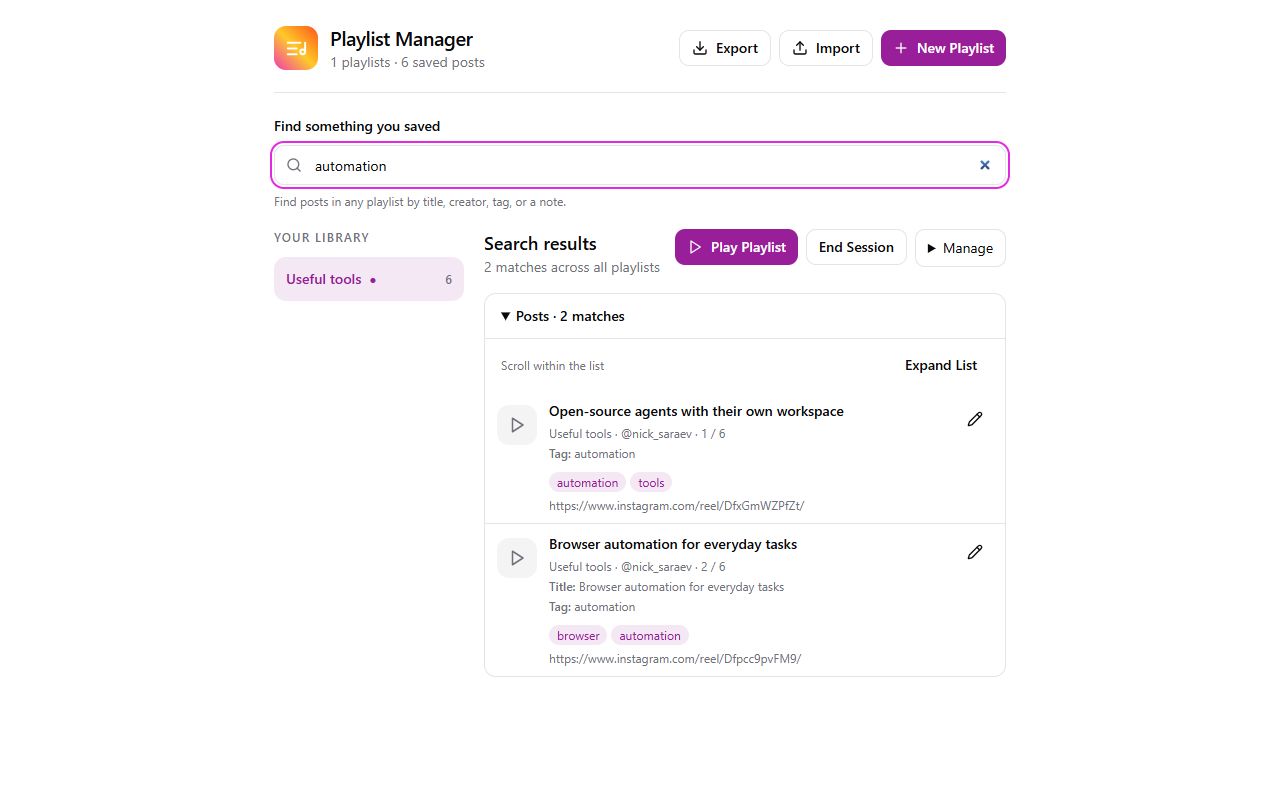 Playlist Manager
1 playlists · 6 saved posts
Export
Import
New Playlist
Find something you saved
automation
Find posts in any playlist by title, creator, tag, or a note.
YOUR LIBRARY
Useful tools
6
Search results
2 matches across all playlists
Play Playlist
End Session
Manage
Posts · 2 matches
Scroll within the list
Expand List
Open-source agents with their own workspace
Useful tools · @nick_saraev · 1 / 6
Tag: automation
automation tools
https://www.instagram.com/reel/DfxGmWZPfZt/
Browser automation for everyday tasks
Useful tools · @nick_saraev · 2 / 6
Title: Browser automation for everyday tasks
Tag: automation
browser automation
https://www.instagram.com/reel/Dfpcc9pvFM9/